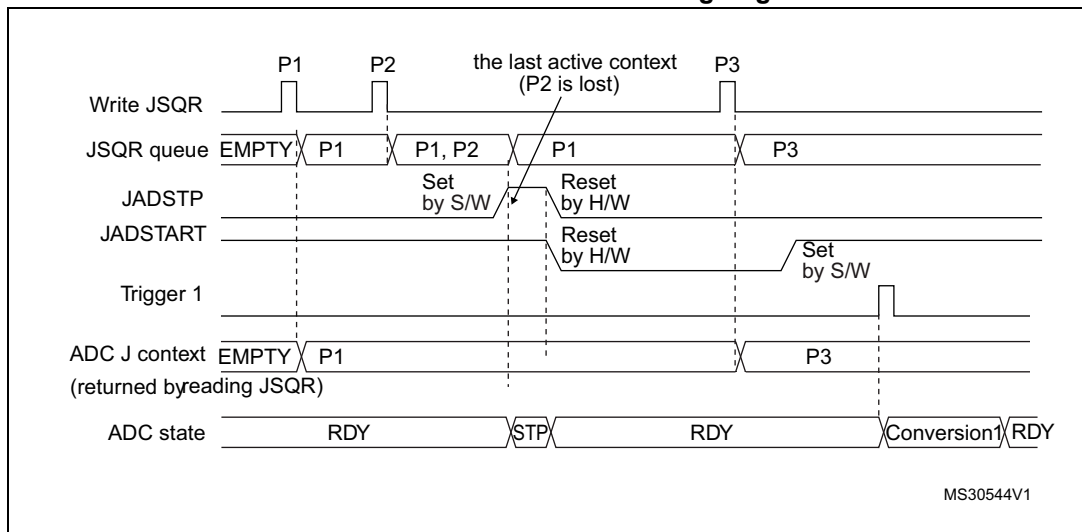 P1 P2 the last active context P3
(P2 is lost)
Write JSQR
JSQR queue EMPTY P1 P1, P2 P1 P3
Set Reset
JADSTP by S/W by H/W
JADSTART Reset
by H/W Set
by S/W
Trigger 1
ADC J context EMPTY P1 P3
(returned byreading JSQR)
ADC state RDY STP RDY Conversion1 RDY
MS30544V1